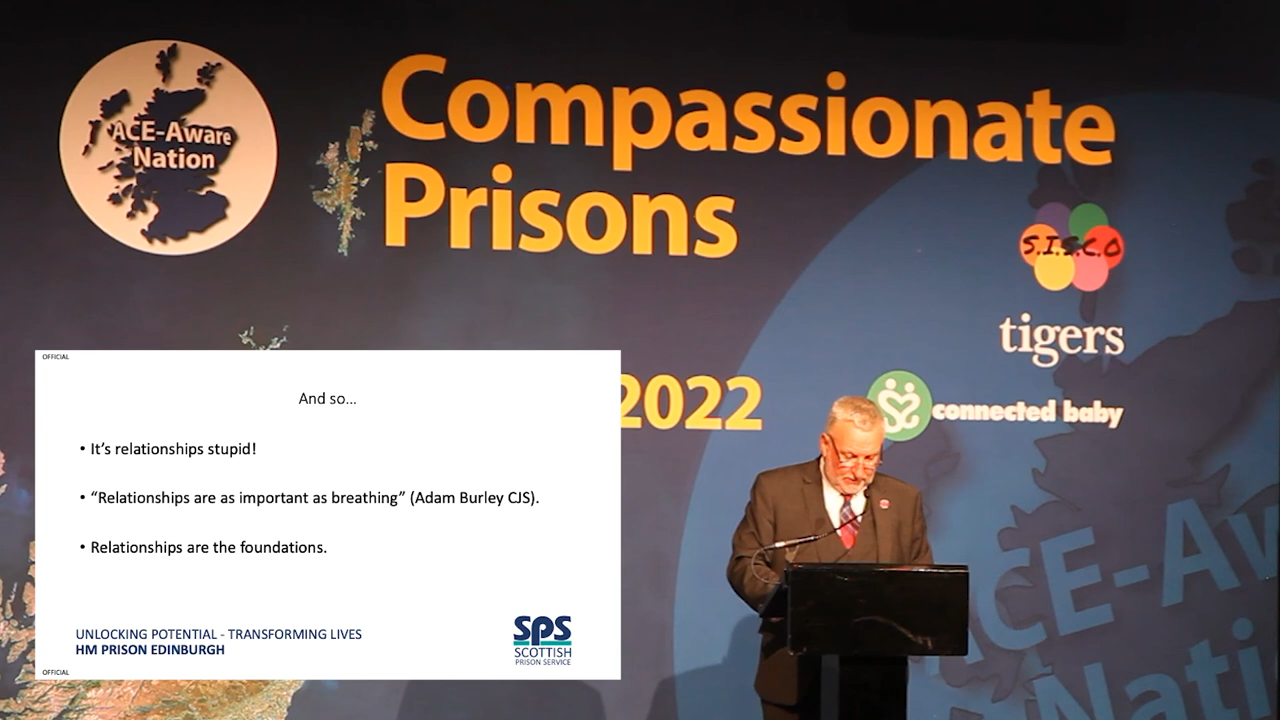 ACE-Aware
Nation
Compassionate
Prisons
S.I.S.C.O
tigers
2022
connected baby
OFFICIAL
And so...
• It’s relationships stupid!
• “Relationships are as important as breathing” (Adam Burley CJS).
• Relationships are the foundations.
UNLOCKING POTENTIAL - TRANSFORMING LIVES
HM PRISON EDINBURGH
SPS
SCOTTISH
PRISON SERVICE
OFFICIAL
ACE-Aw
Nati